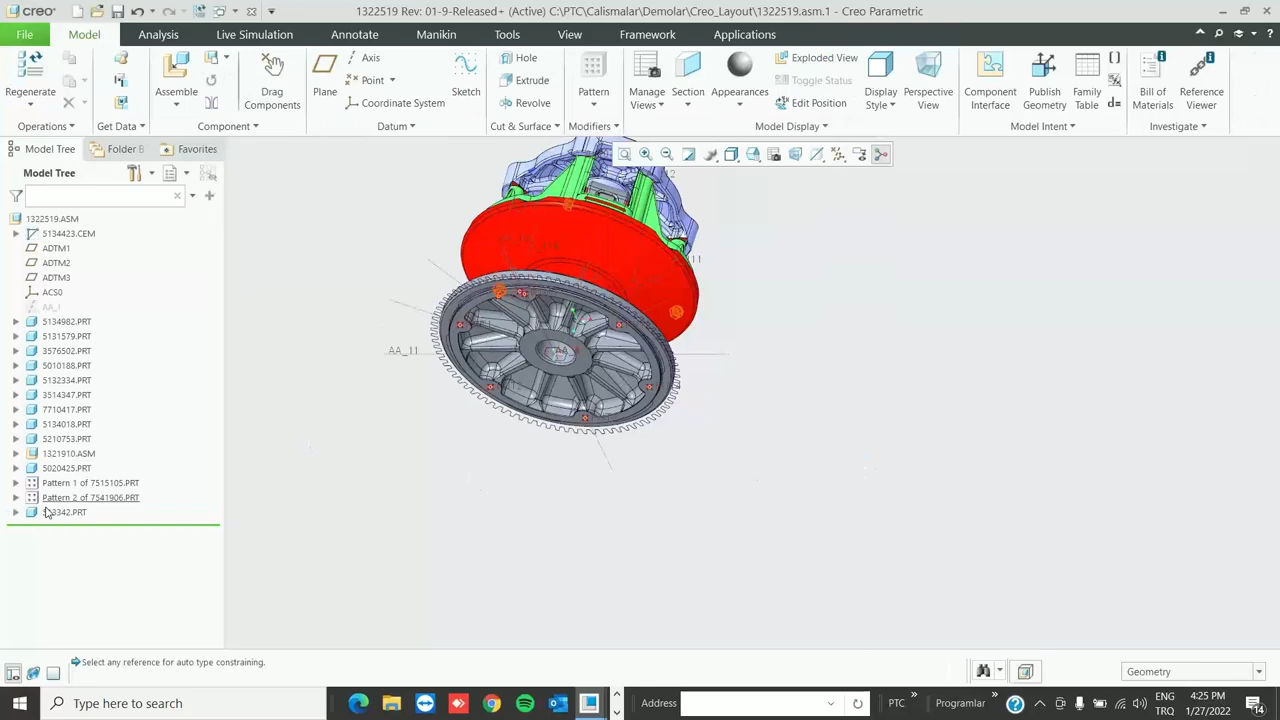 creo
1322519 Rev: 01-9-Released+ (Active) C:\PTC\Calismalar\Demolar\Creo_Layout\1322519.asm.1 - Creo Parametric
File Model Analysis Live Simulation Annotate Manikin Tools View Framework Applications
Regenerate
Operations
Get Data
Assemble
Drag
Components
Component
Plane
Axis
Point
Coordinate System
Sketch
Datum
Hole
Extrude
Revolve
Cut & Surface
Pattern
Modifiers
Manage
Views
Section
Appearances
Exploded View
Toggle Status
Edit Position
Display
Style
Perspective
View
Model Display
Component
Interface
Publish
Geometry
Family
Table
Model Intent
Bill of
Materials
Reference
Viewer
Investigate
Model Tree Folder B Favorites
Model Tree
1322519.ASM
5134423.CEM
ADTM1
ADTM2
ADTM3
ACS0
5134982.PRT
5131579.PRT
3576502.PRT
5010188.PRT
5132334.PRT
3514347.PRT
7710417.PRT
5134018.PRT
5210753.PRT
1321910.ASM
5020425.PRT
Pattern 1 of 7515105.PRT
Pattern 2 of 7541906.PRT
AA_11
Select any reference for auto type constraining.
Geometry
Type here to search
Address
PTC
Programlar
ENG
TR
4:25 PM
1/27/2022
14